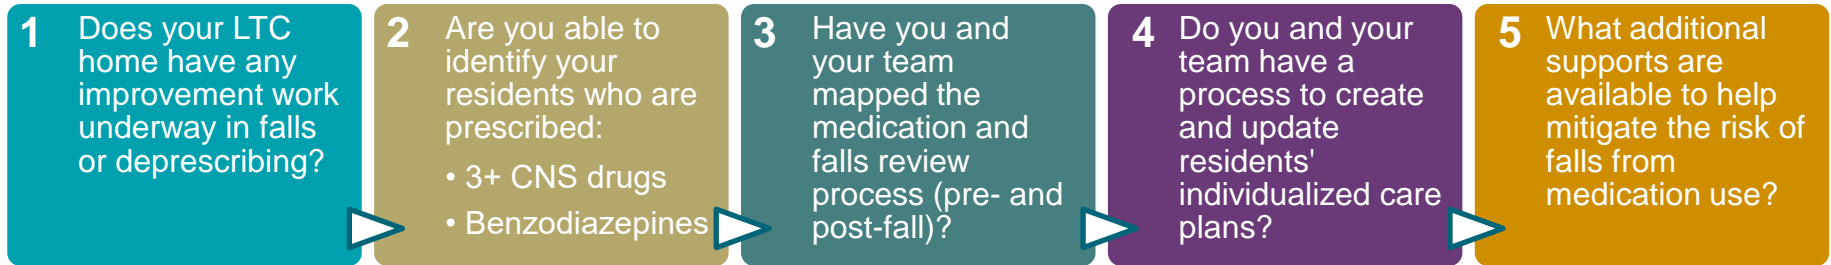 1
Does your LTC
home have any
improvement work
underway in falls
or deprescribing?
2
Are you able to
identify your
residents who are
prescribed:
• 3+ CNS drugs
• Benzodiazepines
3
Have you and
your team
mapped the
medication and
falls review
process (pre- and
post-fall)?
4
Do you and your
team have a
process to create
and update
residents'
individualized care
plans?
5
What additional
supports are
available to help
mitigate the risk of
falls from
medication use?